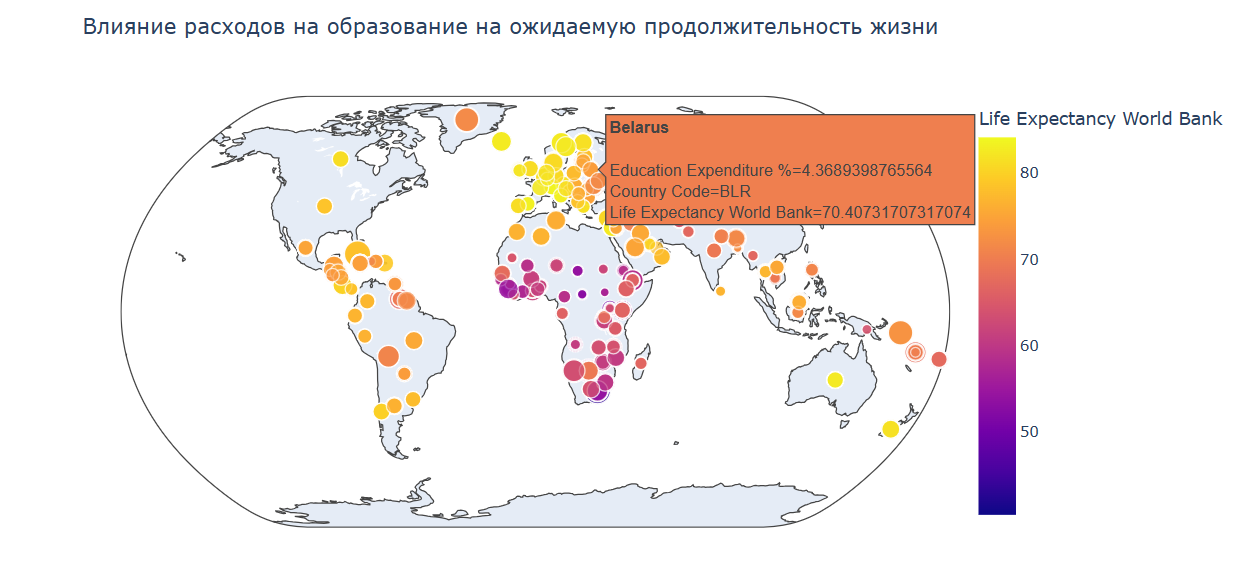 Влияние расходов на образование на ожидаемую продолжительность жизни
Life Expectancy World Bank
Belarus
Education Expenditure %=4.3689398765564
Country Code=BLR
Life Expectancy World Bank=70.40731707317074
80
70
60
50